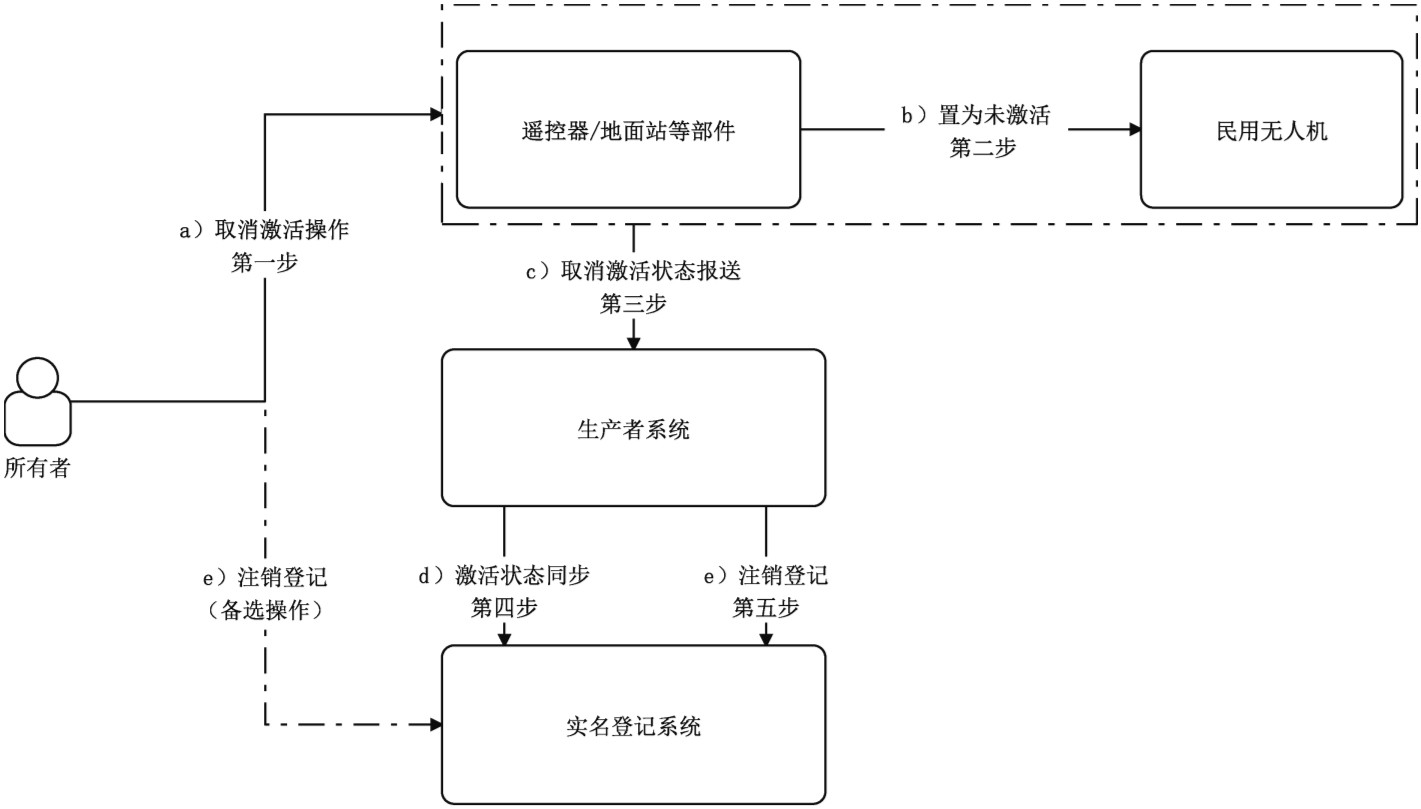 遥控器/地面站等部件
b）置为未激活
第二步
民用无人机
a）取消激活操作
第一步
c）取消激活状态报送
第三步
生产者系统
所有者
e）注销登记
（备选操作）
d）激活状态同步
第四步
e）注销登记
第五步
实名登记系统